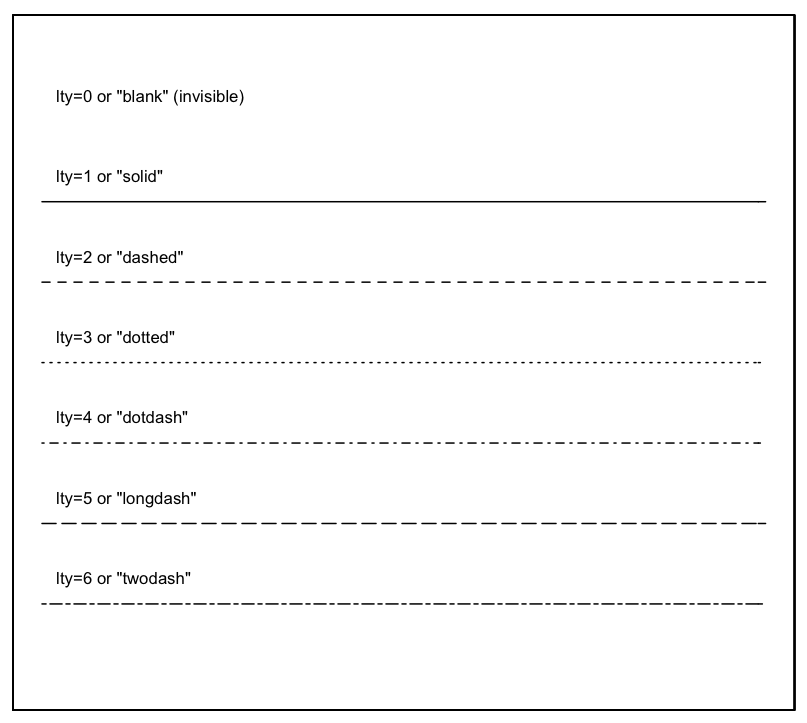 lty=0 or "blank" (invisible)
lty=1 or "solid"
lty=2 or "dashed"
lty=3 or "dotted"
lty=4 or "dotdash"
lty=5 or "longdash"
lty=6 or "twodash"